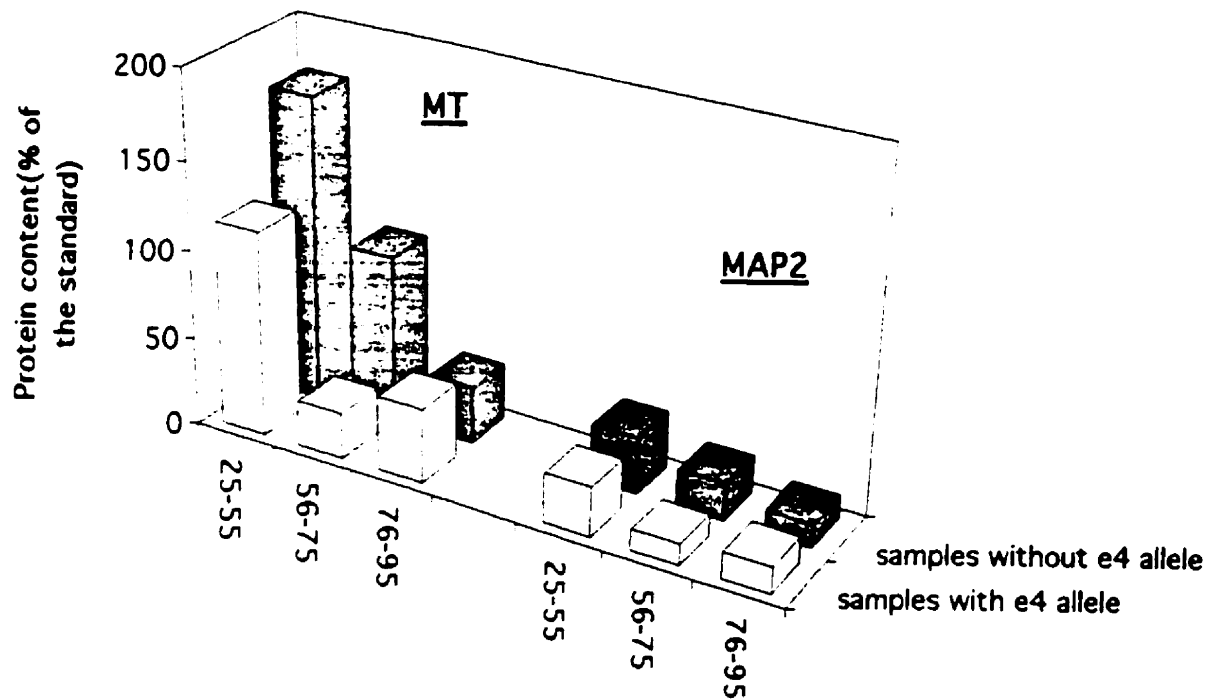 Protein content(% of
the standard)
200
150
100
50
0
MT
MAP2
25-55
56-75
76-95
25-55
56-75
76-95
samples without e4 allele
samples with e4 allele